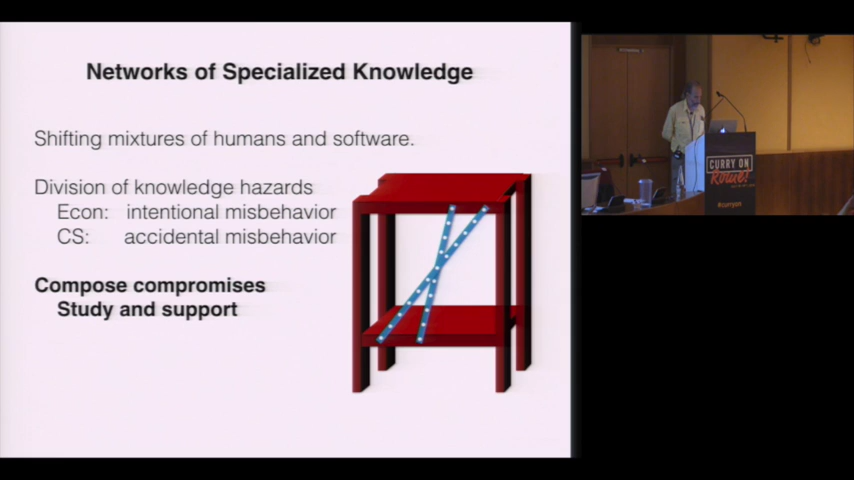 Networks of Specialized Knowledge
Shifting mixtures of humans and software.
Division of knowledge hazards
Econ: intentional misbehavior
CS: accidental misbehavior
Compose compromises
Study and support
CURRY ON
Rome!
#curryon